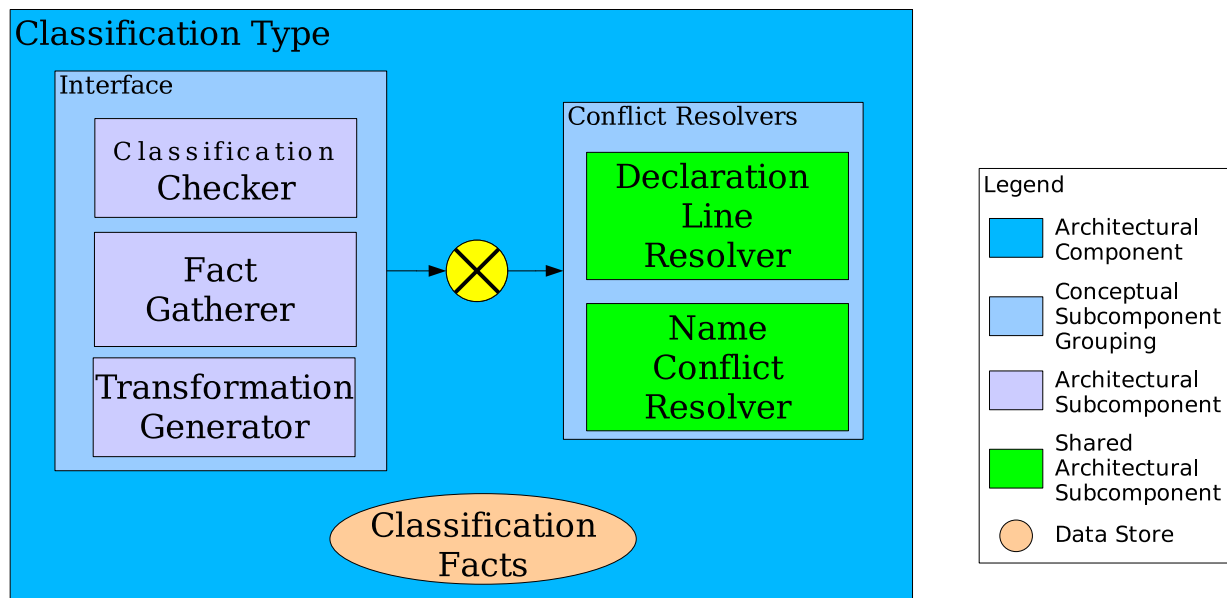 Classification Type
Interface
Classification
Checker
Fact
Gatherer
Transformation
Generator
Conflict Resolvers
Declaration
Line
Resolver
Name
Conflict
Resolver
Classification
Facts
Legend
Architectural
Component
Conceptual
Subcomponent
Grouping
Architectural
Subcomponent
Shared
Architectural
Subcomponent
Data Store